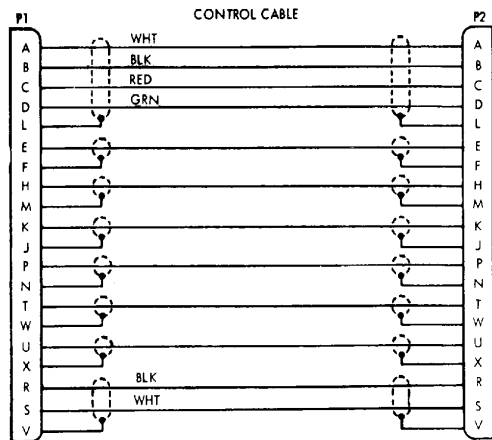 CONTROL CABLE
P1 P2
A WHT A
B BLK B
C RED C
D GRN D
L L
E E
F F
H H
M M
K K
J J
P P
N N
T T
W W
U U
X X
R BLK R
S WHT S
V V